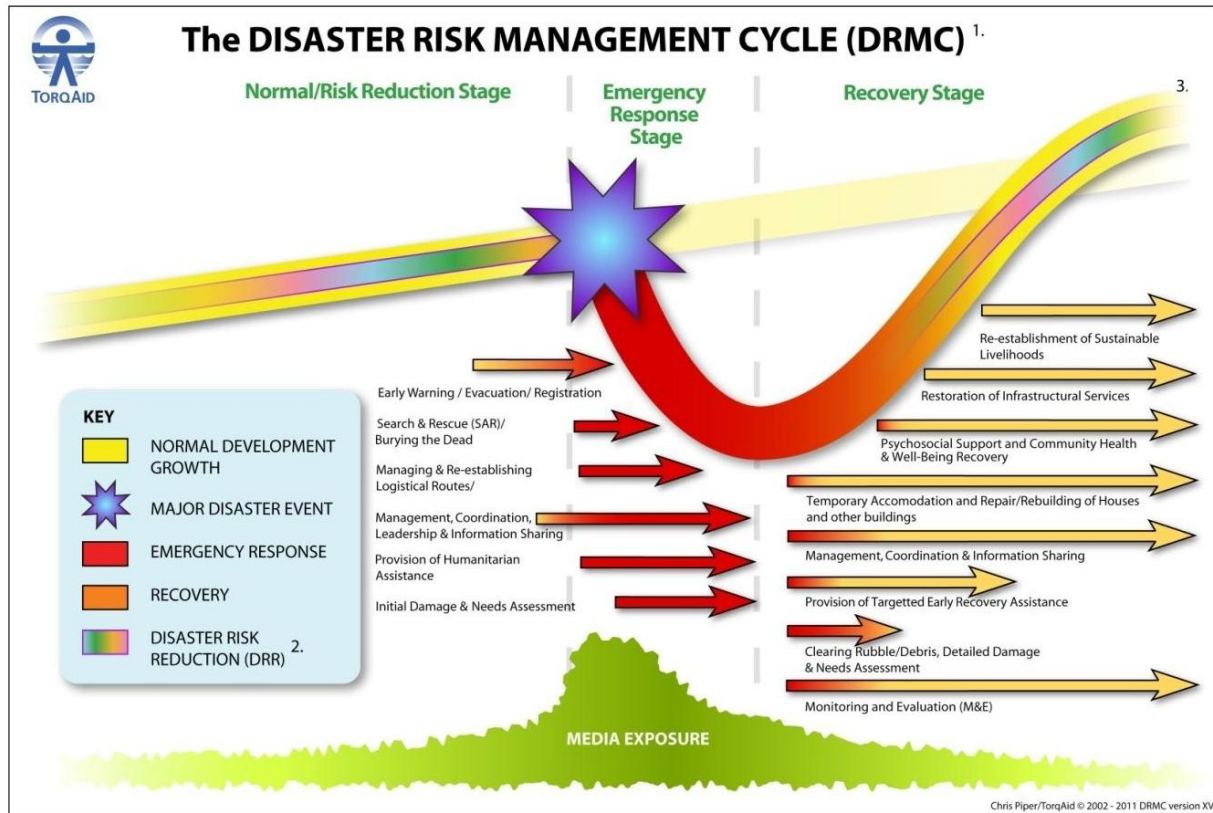 The DISASTER RISK MANAGEMENT CYCLE (DRMC) 1.
TORQAID
Normal/Risk Reduction Stage
Emergency
Response
Stage
Recovery Stage
3.
Early Warning / Evacuation/ Registration
Search & Rescue (SAR)/
Burying the Dead
Managing & Re-establishing
Logistical Routes/
Management, Coordination,
Leadership & Information Sharing
Provision of Humanitarian
Assistance
Initial Damage & Needs Assessment
Re-establishment of Sustainable
Livelihoods
Restoration of Infrastructural Services
Psychosocial Support and Community Health
& Well-Being Recovery
Temporary Accomodation and Repair/Rebuilding of Houses
and other buildings
Management, Coordination & Information Sharing
Provision of Targetted Early Recovery Assistance
Clearing Rubble/Debris, Detailed Damage
& Needs Assessment
Monitoring and Evaluation (M&E)
KEY
NORMAL DEVELOPMENT
GROWTH
MAJOR DISASTER EVENT
EMERGENCY RESPONSE
RECOVERY
DISASTER RISK
REDUCTION (DRR) 2.
MEDIA EXPOSURE
Chris Piper/TorqAid © 2002 - 2011 DRMC version XV